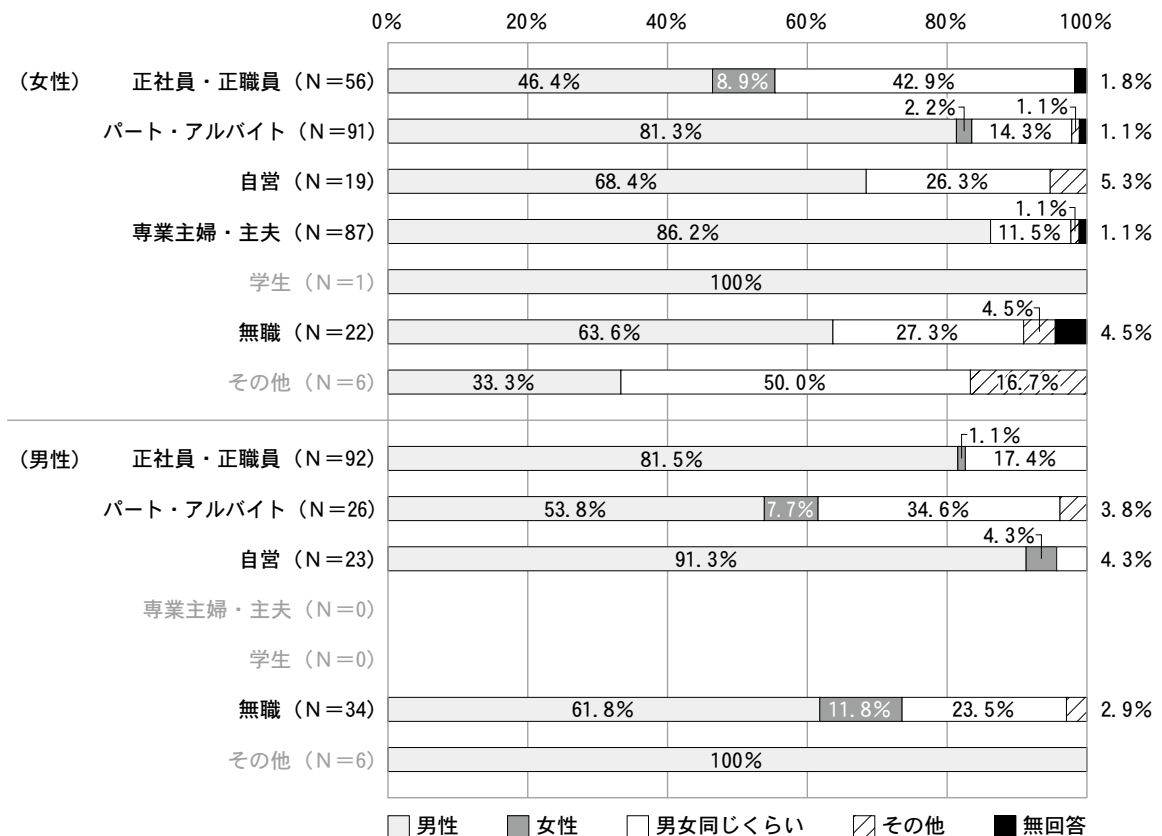 0% 20% 40% 60% 80% 100%
（女性） 正社員・正職員（Ｎ＝56） 46.4% 8.9% 42.9% 1.8%
2.2% 1.1%
パート・アルバイト（Ｎ＝91） 81.3% 14.3% 1.1%
自営（Ｎ＝19） 68.4% 26.3% 5.3%
1.1%
専業主婦・主夫（Ｎ＝87） 86.2% 11.5% 1.1%
学生（Ｎ＝1） 100%
4.5%
無職（Ｎ＝22） 63.6% 27.3% 4.5%
その他（Ｎ＝6） 33.3% 50.0% 16.7%
1.1%
（男性） 正社員・正職員（Ｎ＝92） 81.5% 17.4%
パート・アルバイト（Ｎ＝26） 53.8% 7.7% 34.6% 3.8%
4.3%
自営（Ｎ＝23） 91.3% 4.3%
専業主婦・主夫（Ｎ＝0）
学生（Ｎ＝0）
無職（Ｎ＝34） 61.8% 11.8% 23.5% 2.9%
その他（Ｎ＝6） 100%
男性 女性 男女同じくらい その他 無回答